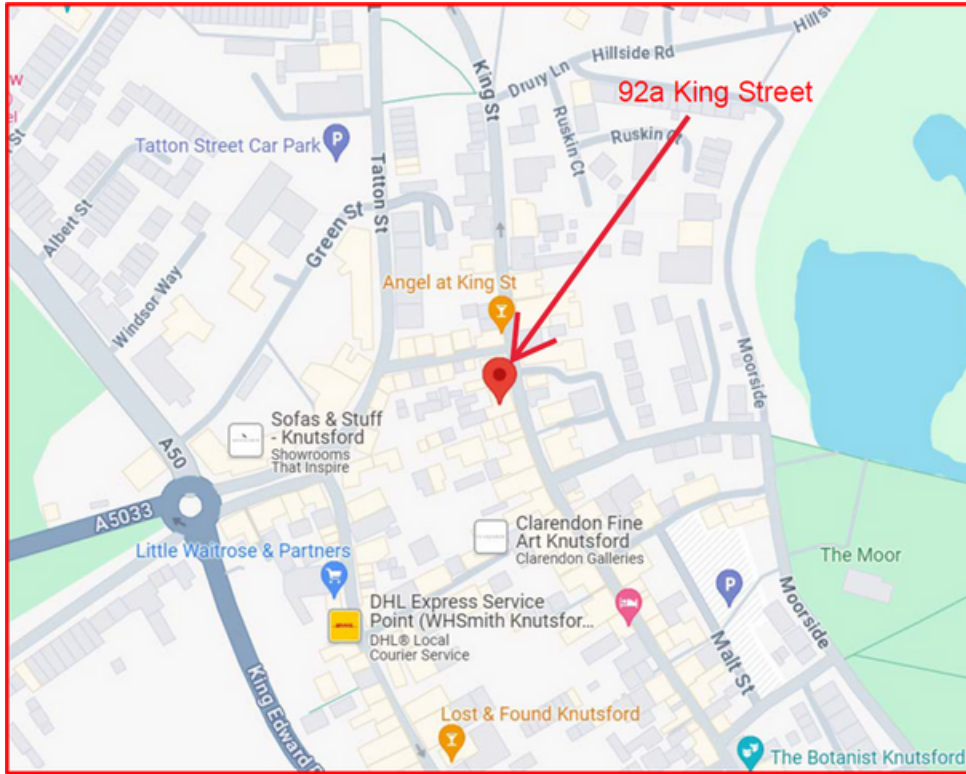 Hillside Rd
Hills
Drury Ln
King St
92a King Street
Ruskin Ct
Ruskin Ct
Tatton Street Car Park
P
Tatton St
Albert St
Green St
Windsor Way
Angel at King St
Moorside
Sofas & Stuff
- Knutsford
Showrooms
That Inspire
A50
A5033
Clarendon Fine
Art Knutsford
Clarendon Galleries
Little Waitrose & Partners
The Moor
P
DHL Express Service
Point (WHSmith Knutsfor...
DHL® Local
Courier Service
Moorside
Malt St
King Edward
Lost & Found Knutsford
The Botanist Knutsford